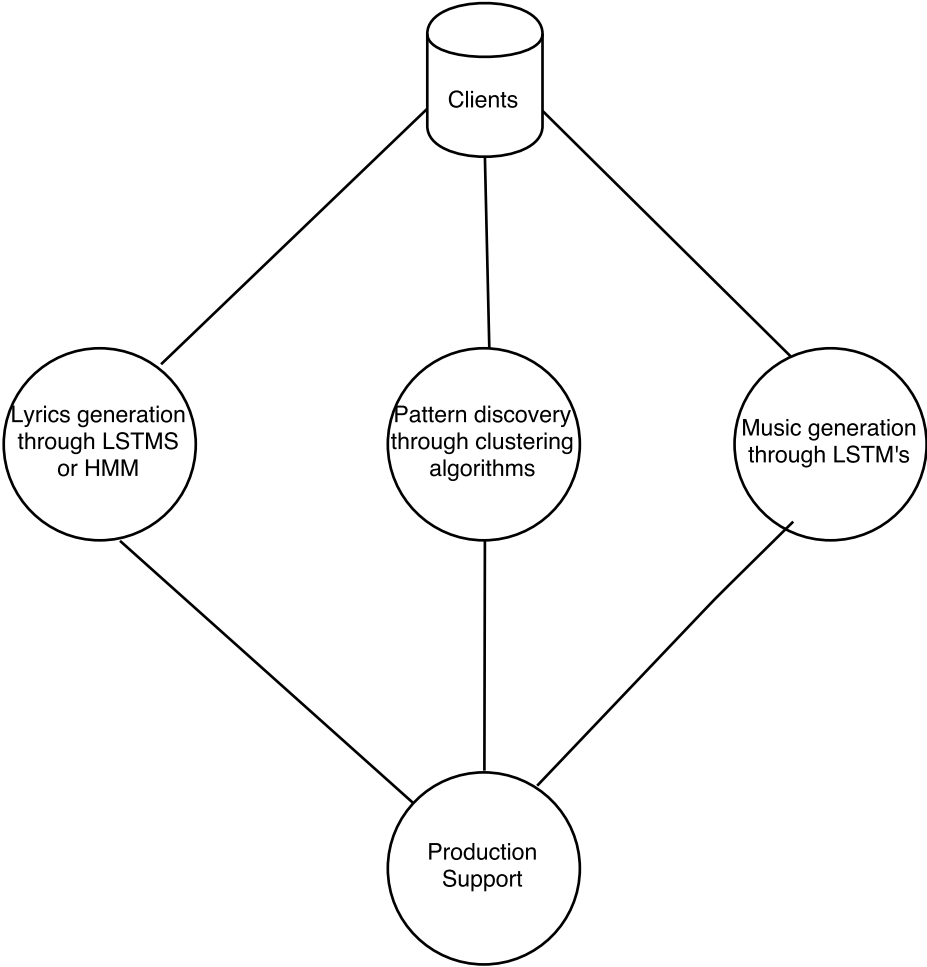 Clients
Lyrics generation
through LSTMS
or HMM
Pattern discovery
through clustering
algorithms
Music generation
through LSTM's
Production
Support